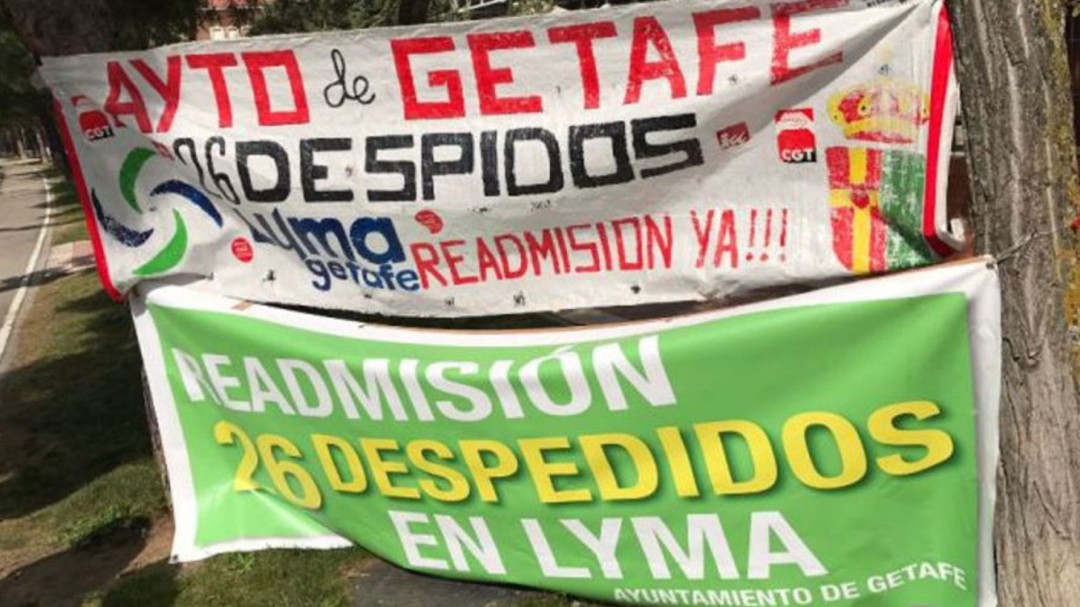 AYTO de GETAFE
CGT
26 DESPIDOS
CGT
Lyma
getafe
READMISION YA!!!
READMISIÓN
26 DESPEDIDOS
EN LYMA
AYUNTAMIENTO DE GETAFE